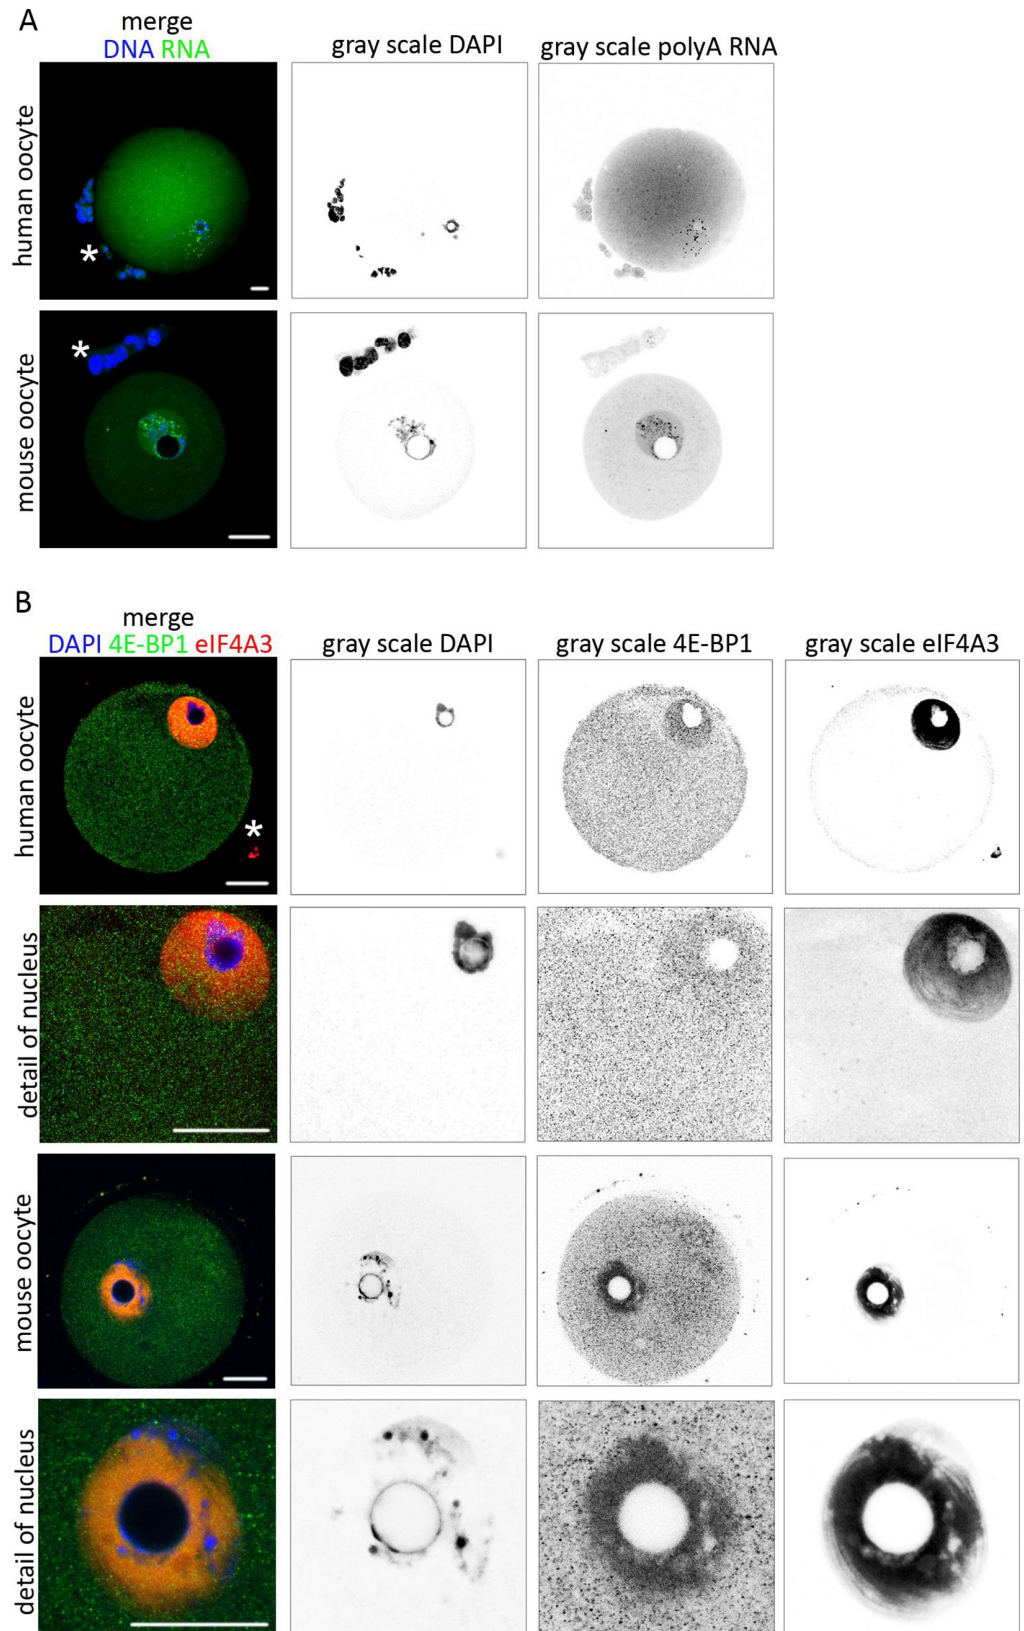 A
merge
DNA RNA
gray scale DAPI
gray scale polyA RNA
human oocyte
*
mouse oocyte
*
B
merge
DAPI 4E-BP1 eIF4A3
gray scale DAPI
gray scale 4E-BP1
gray scale eIF4A3
human oocyte
*
detail of nucleus
mouse oocyte
detail of nucleus